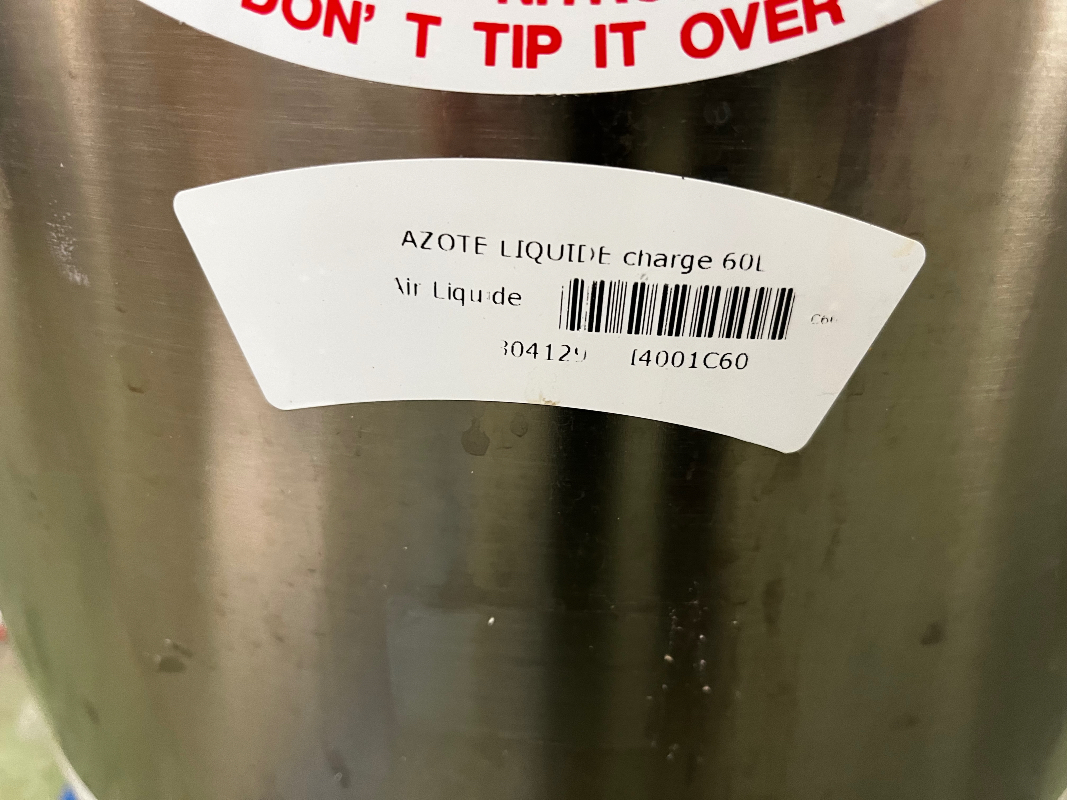 DON'T TIP IT OVER
AZOTE LIQUIDE charge 60L
Air Liquide
304129 I4001C60